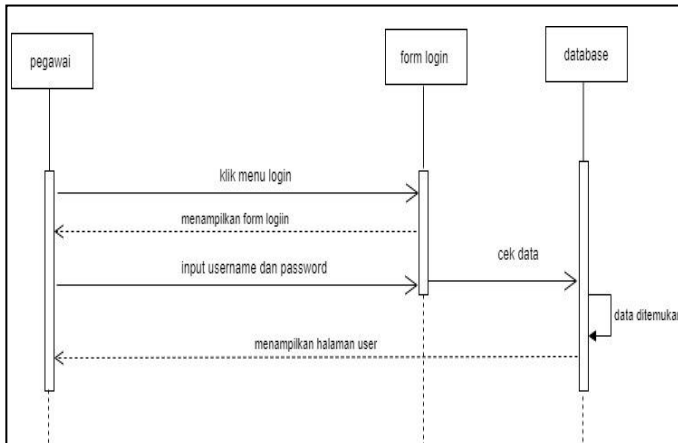 pegawai
form login
database
klik menu login
menampilkan form logiin
input username dan password
cek data
data ditemukan
menampilkan halaman user